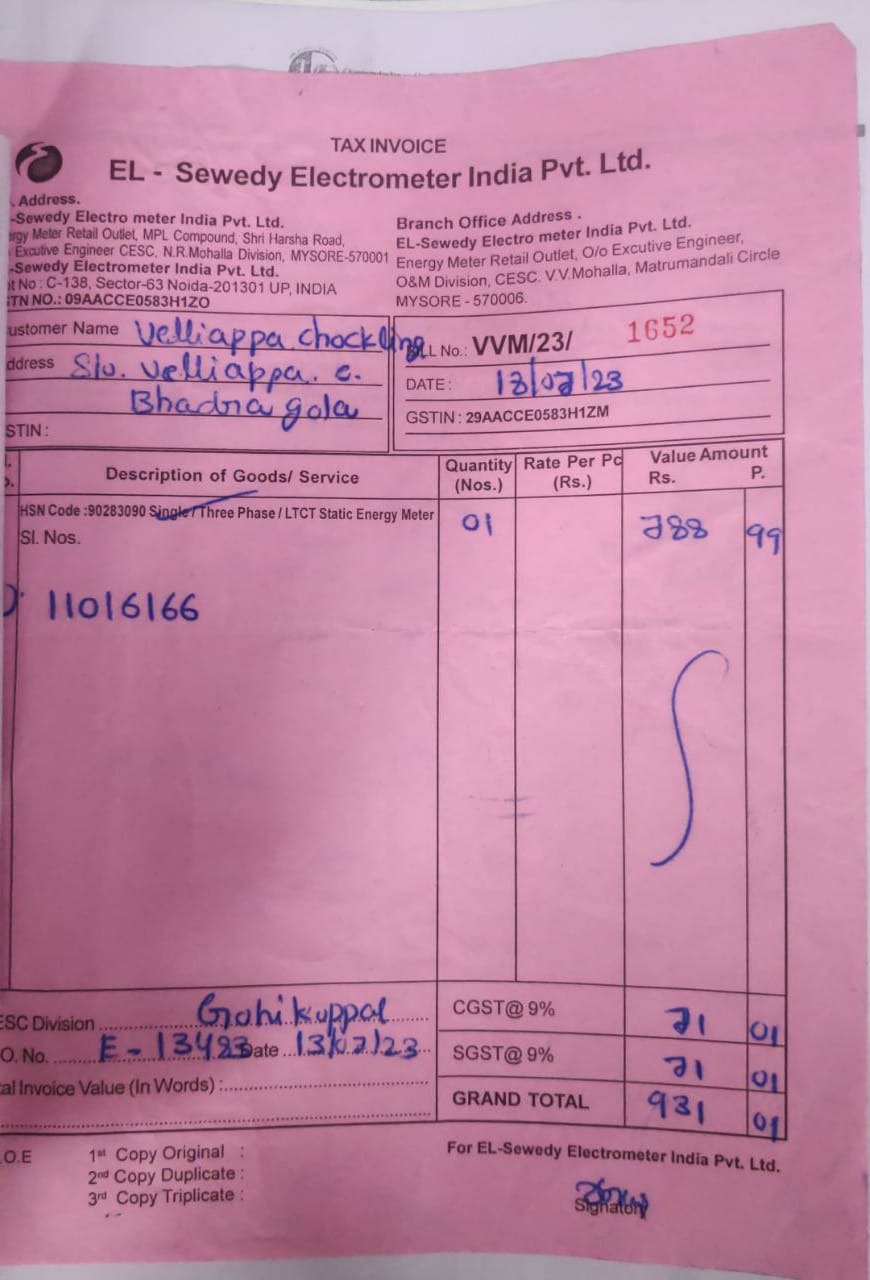 TAX INVOICE
EL - Sewedy Electrometer India Pvt. Ltd.
. Address.
-Sewedy Electro meter India Pvt. Ltd.
rgy Meter Retail Outlet, MPL Compound, Shri Harsha Road,
Excutive Engineer CESC, N.R.Mohalla Division, MYSORE-570001
-Sewedy Electrometer India Pvt. Ltd.
t No : C-138, Sector-63 Noida-201301 UP, INDIA
STN NO.: 09AACCE0583H1ZO
Branch Office Address .
EL-Sewedy Electro meter India Pvt. Ltd.
Energy Meter Retail Outlet, O/o Excutive Engineer,
O&M Division, CESC. V.V.Mohalla, Matrumandali Circle
MYSORE - 570006.
ustomer Name Velliappa chockling
ddress S/o. Velliappa. c.
Bhadra gola
STIN :
LL No.: VVM/23/ 1652
DATE : 13/07/23
GSTIN : 29AACCE0583H1ZM
Description of Goods/ Service Quantity (Nos.) Rate Per Pc (Rs.) Value Amount Rs. P.
HSN Code :90283090 Single / Three Phase / LTCT Static Energy Meter 01 788 99
Sl. Nos.
11016166
ESC Division Gohikuppal
O. No. E - 13483 Date 13/07/23
al Invoice Value (In Words) :
CGST@ 9% 71 01
SGST@ 9% 71 01
GRAND TOTAL 931 01
.O.E
1st Copy Original :
2nd Copy Duplicate :
3rd Copy Triplicate :
For EL-Sewedy Electrometer India Pvt. Ltd.
Signatory